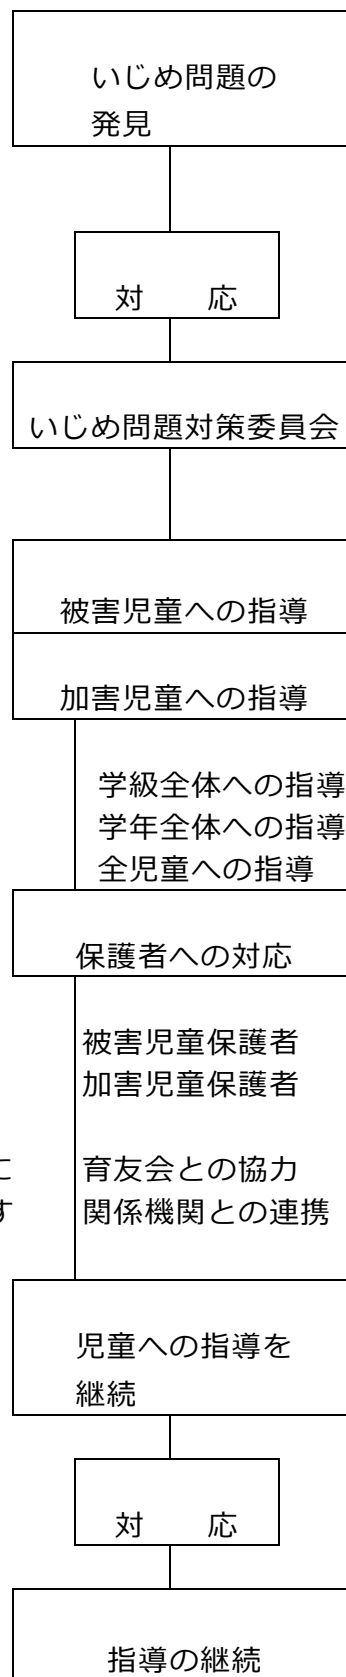 いじめ問題の
発見
対　　応
いじめ問題対策委員会
被害児童への指導
加害児童への指導
学級全体への指導
学年全体への指導
全児童への指導
保護者への対応
被害児童保護者
加害児童保護者
に
育友会との協力
す
関係機関との連携
児童への指導を
継続
対　　応
指導の継続